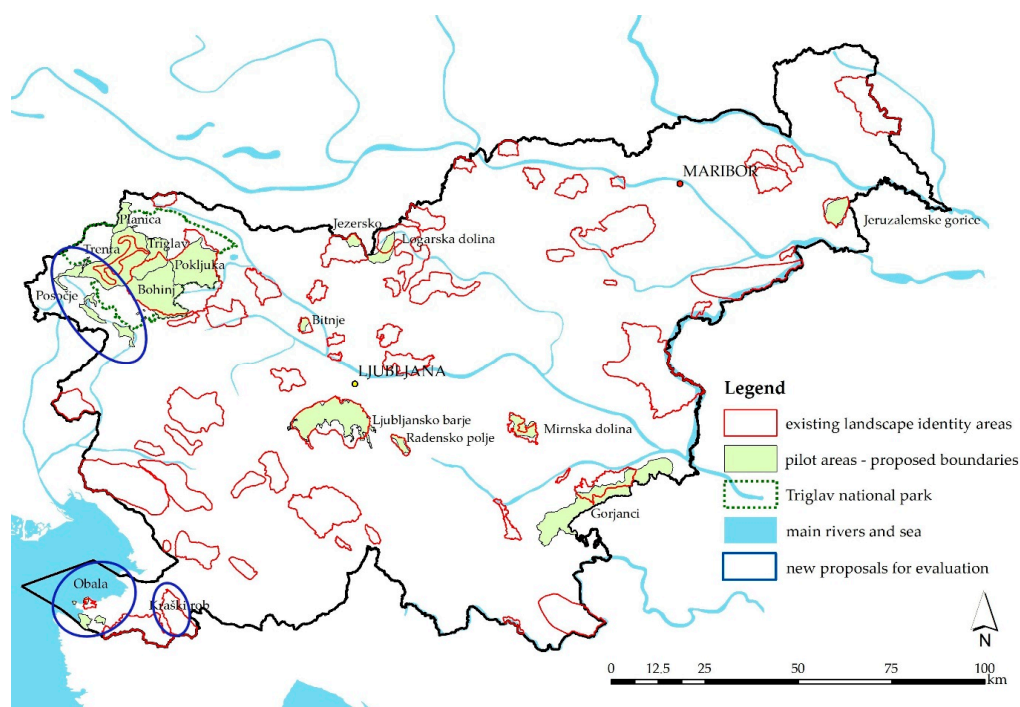 MARIBOR
Jeruzalemske gorice
Planica
Jezersko
Trenta
Triglav
Logarska dolina
Pokljuka
Posočje
Bohinj
Bitnje
LJUBLJANA
Legend
Ljubljansko barje
Mirnska dolina
existing landscape identity areas
Radensko polje
pilot areas - proposed boundaries
Triglav national park
Gorjanci
main rivers and sea
Obala
new proposals for evaluation
Kraški rob
N
0 12.5 25 50 75 100
km